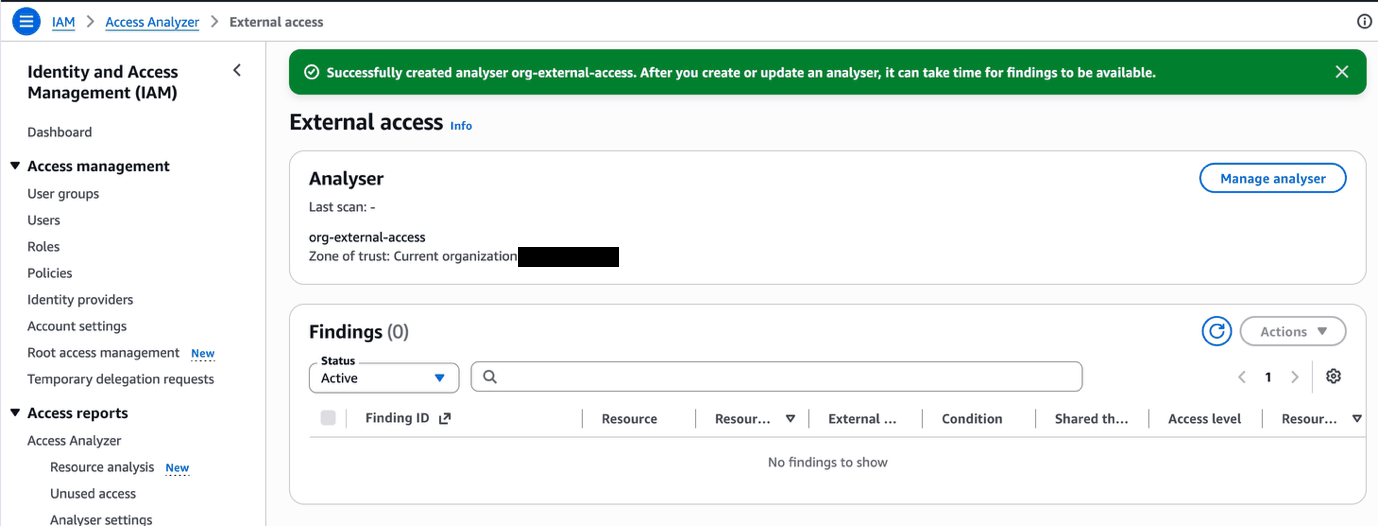 IAM > Access Analyzer > External access
Identity and Access
Management (IAM)
Dashboard
Access management
User groups
Users
Roles
Policies
Identity providers
Account settings
Root access management New
Temporary delegation requests
Access reports
Access Analyzer
Resource analysis New
Unused access
Analyser settings
Successfully created analyser org-external-access. After you create or update an analyser, it can take time for findings to be available.
External access Info
Analyser
Manage analyser
Last scan: -
org-external-access
Zone of trust: Current organization
Findings (0)
Actions
Status
Active
1
Finding ID Resource Resour... External ... Condition Shared th... Access level Resour...
No findings to show